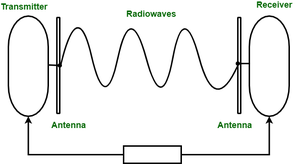 Transmitter
Radiowaves
Receiver
Antenna
Antenna